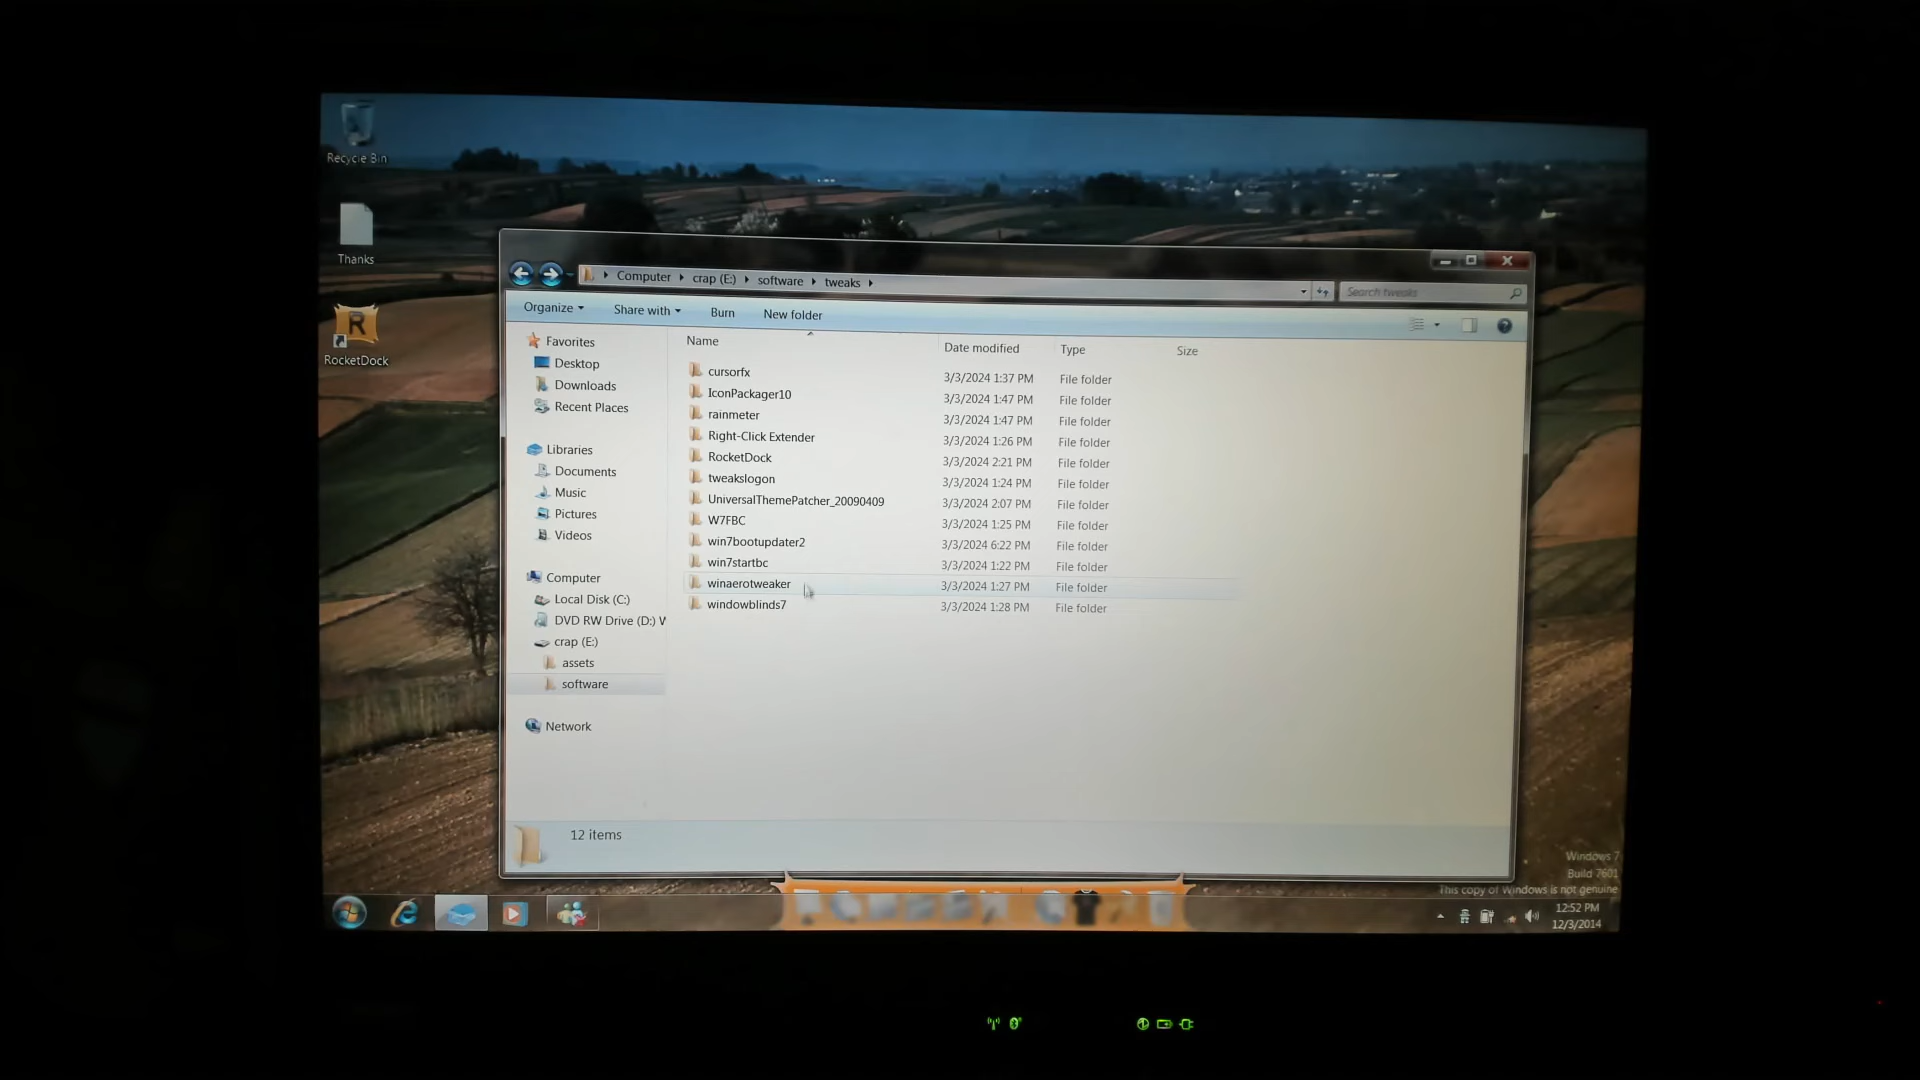 Recycle Bin
Thanks
RocketDock
Computer
crap (E:)
software
tweaks
Search tweaks
Organize
Share with
Burn
New folder
Favorites
Desktop
Downloads
Recent Places
Libraries
Documents
Music
Pictures
Videos
Computer
Local Disk (C:)
DVD RW Drive (D:) W
crap (E:)
assets
software
Network
Name Date modified Type Size
cursorfx 3/3/2024 1:37 PM File folder
IconPackager10 3/3/2024 1:47 PM File folder
rainmeter 3/3/2024 1:47 PM File folder
Right-Click Extender 3/3/2024 1:26 PM File folder
RocketDock 3/3/2024 2:21 PM File folder
tweakslogon 3/3/2024 1:24 PM File folder
UniversalThemePatcher_20090409 3/3/2024 2:07 PM File folder
W7FBC 3/3/2024 1:25 PM File folder
win7bootupdater2 3/3/2024 6:22 PM File folder
win7startbc 3/3/2024 1:22 PM File folder
winaerotweaker 3/3/2024 1:27 PM File folder
windowblinds7 3/3/2024 1:28 PM File folder
12 items
Windows 7
Build 7601
This copy of Windows is not genuine
12:52 PM
12/3/2014